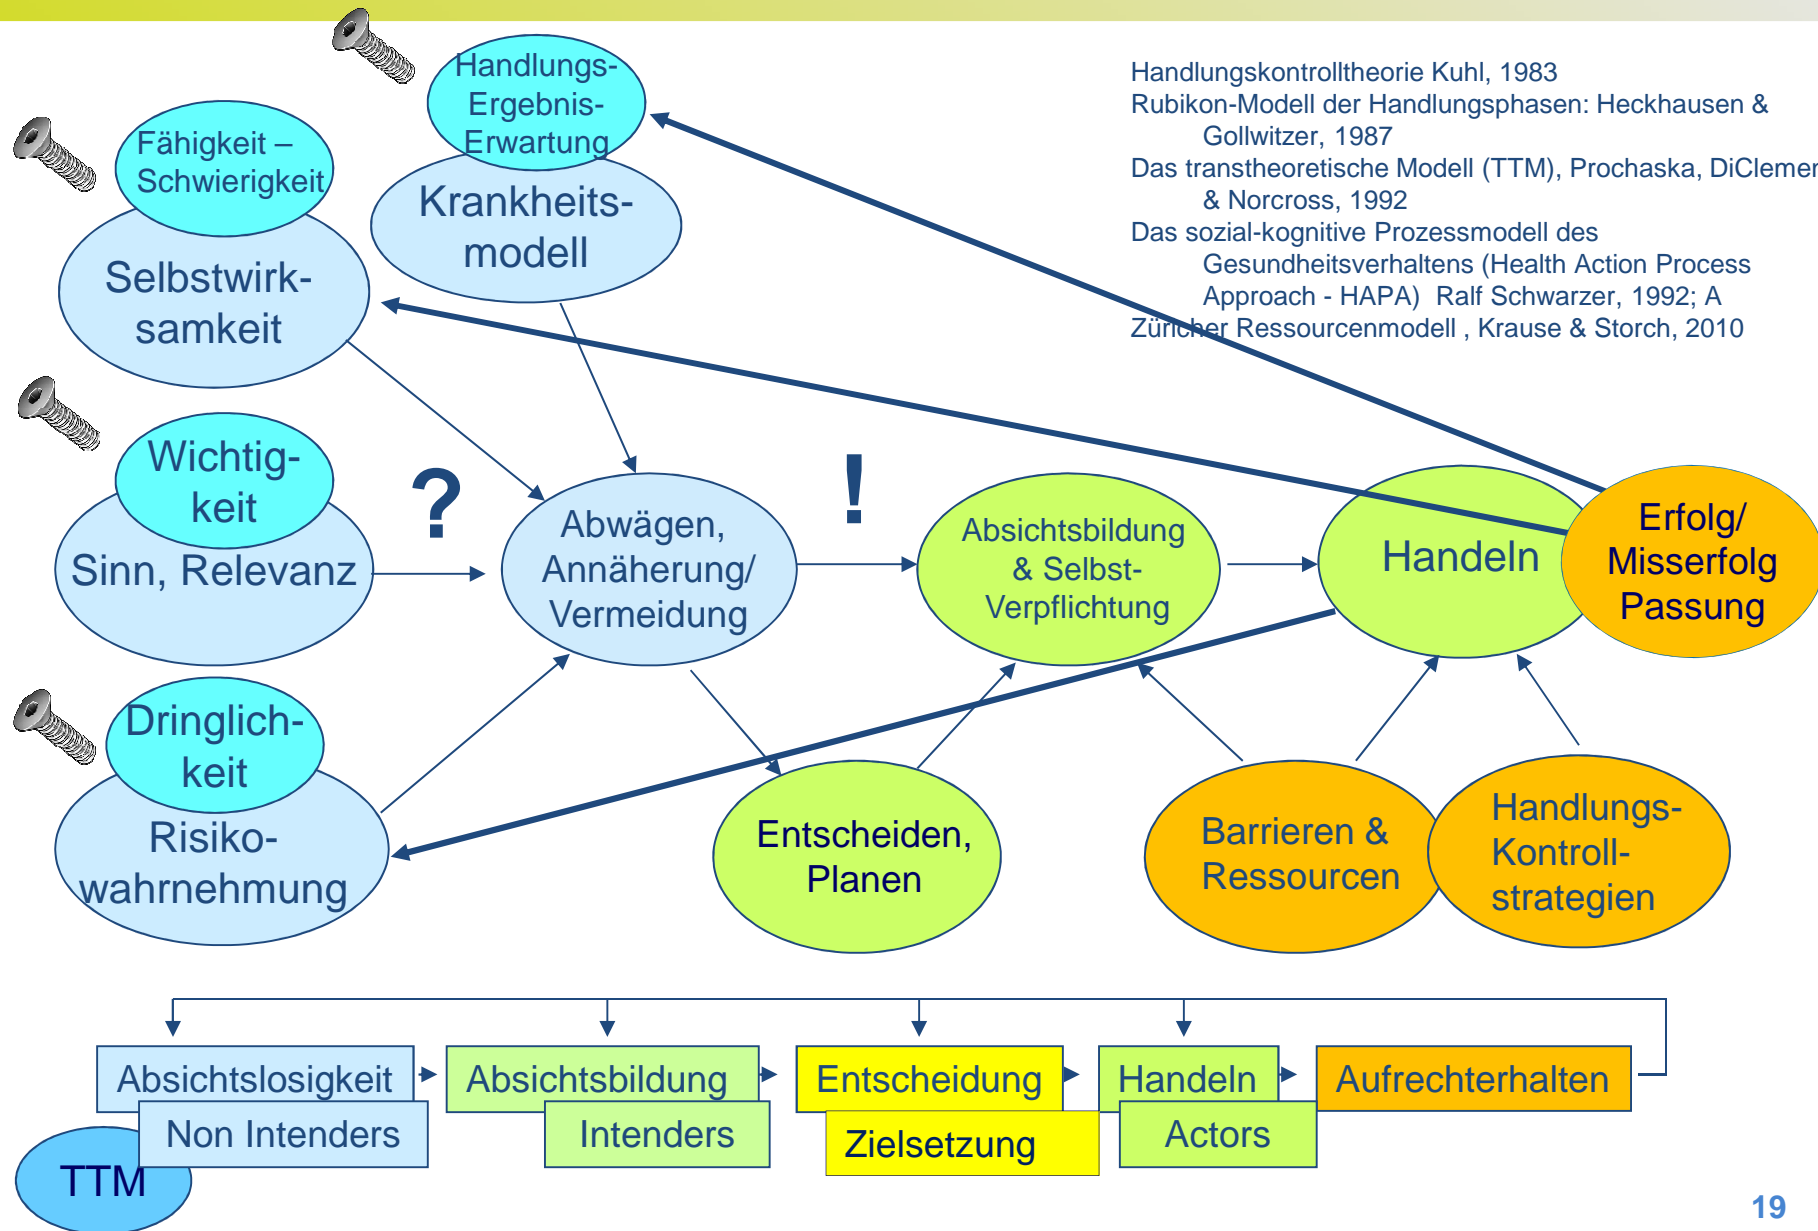 Handlungs-
Ergebnis-
Erwartung
Krankheits-
modell
Fähigkeit –
Schwierigkeit
Selbstwirk-
samkeit
Handlungskontrolltheorie Kuhl, 1983
Rubikon-Modell der Handlungsphasen: Heckhausen &
Gollwitzer, 1987
Das transtheoretische Modell (TTM), Prochaska, DiClemen
& Norcross, 1992
Das sozial-kognitive Prozessmodell des
Gesundheitsverhaltens (Health Action Process
Approach - HAPA) Ralf Schwarzer, 1992; A
Züricher Ressourcenmodell , Krause & Storch, 2010
Wichtig-
keit
Sinn, Relevanz
?
Abwägen,
Annäherung/
Vermeidung
!
Absichtsbildung
& Selbst-
Verpflichtung
Handeln
Erfolg/
Misserfolg
Passung
Dringlich-
keit
Risiko-
wahrnehmung
Entscheiden,
Planen
Barrieren &
Ressourcen
Handlungs-
Kontroll-
strategien
Absichtslosigkeit
Absichtsbildung
Entscheidung
Handeln
Aufrechterhalten
Non Intenders
Intenders
Zielsetzung
Actors
TTM
19